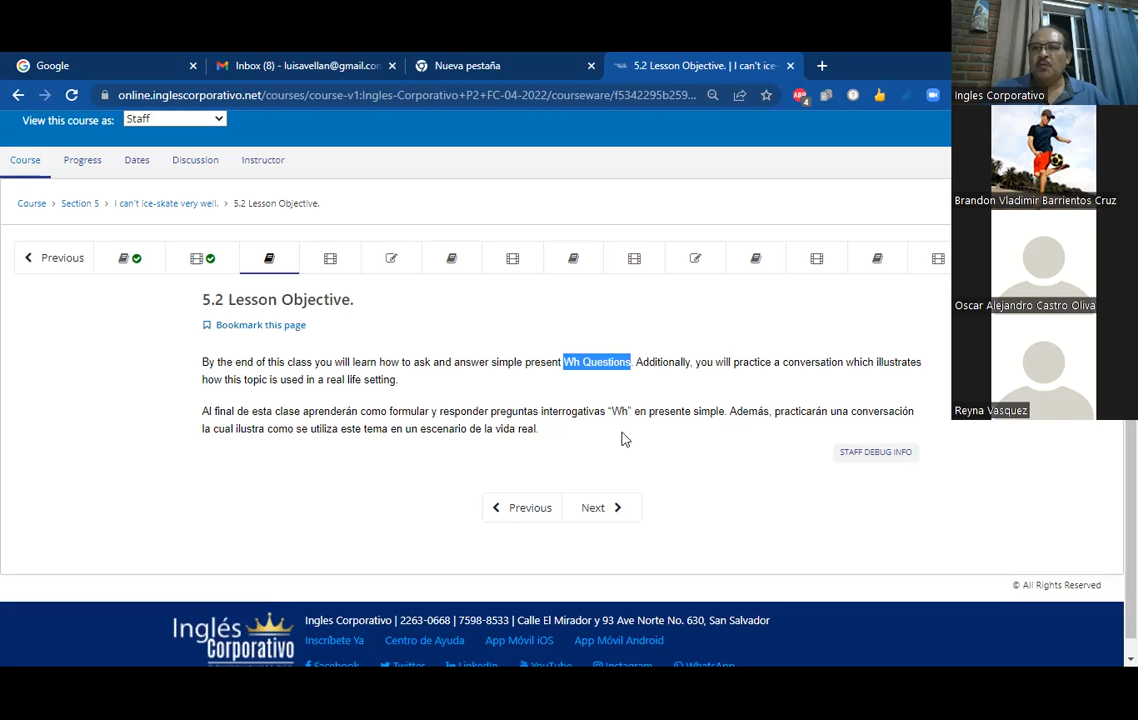 Google
Inbox (8) - luisavellan@gmail.con
Nueva pestaña
5.2 Lesson Objective. | I can't ice-
online.inglescorporativo.net/courses/course-v1:Ingles-Corporativo+P2+FC-04-2022/courseware/f5342295b259...
4
Ingles Corporativo
View this course as:
Staff
Course
Progress
Dates
Discussion
Instructor
Brandon Vladimir Barrientos Cruz
Course
Section 5
I can't ice-skate very well.
5.2 Lesson Objective.
Previous
5.2 Lesson Objective.
Oscar Alejandro Castro Oliva
Bookmark this page
By the end of this class you will learn how to ask and answer simple present Wh Questions. Additionally, you will practice a conversation which illustrates
how this topic is used in a real life setting.
Al final de esta clase aprenderán como formular y responder preguntas interrogativas “Wh” en presente simple. Además, practicarán una conversación
la cual ilustra como se utiliza este tema en un escenario de la vida real.
Reyna Vasquez
STAFF DEBUG INFO
Previous
Next
© All Rights Reserved
Inglés
Corporativo
Ingles Corporativo | 2263-0668 | 7598-8533 | Calle El Mirador y 93 Ave Norte No. 630, San Salvador
Inscríbete Ya
Centro de Ayuda
App Móvil iOS
App Móvil Android
Facebook
Twitter
LinkedIn
YouTube
Instagram
WhatsApp